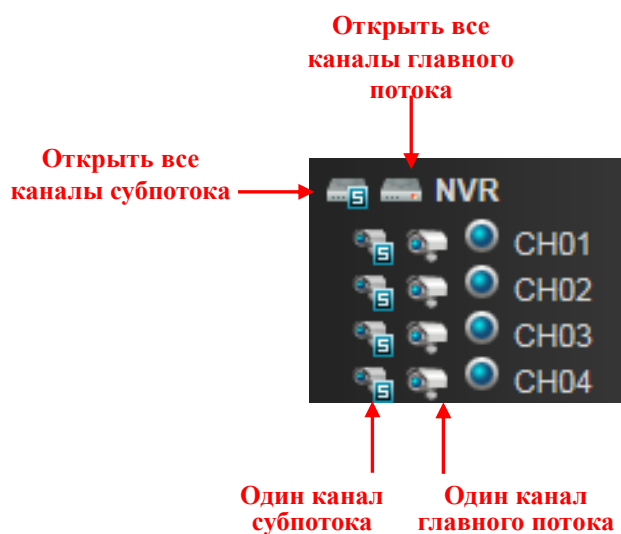 Открыть все
каналы главного
потока
Открыть все
каналы субпотока
S NVR
S CH01
S CH02
S CH03
S CH04
Один канал
субпотока
Один канал
главного потока